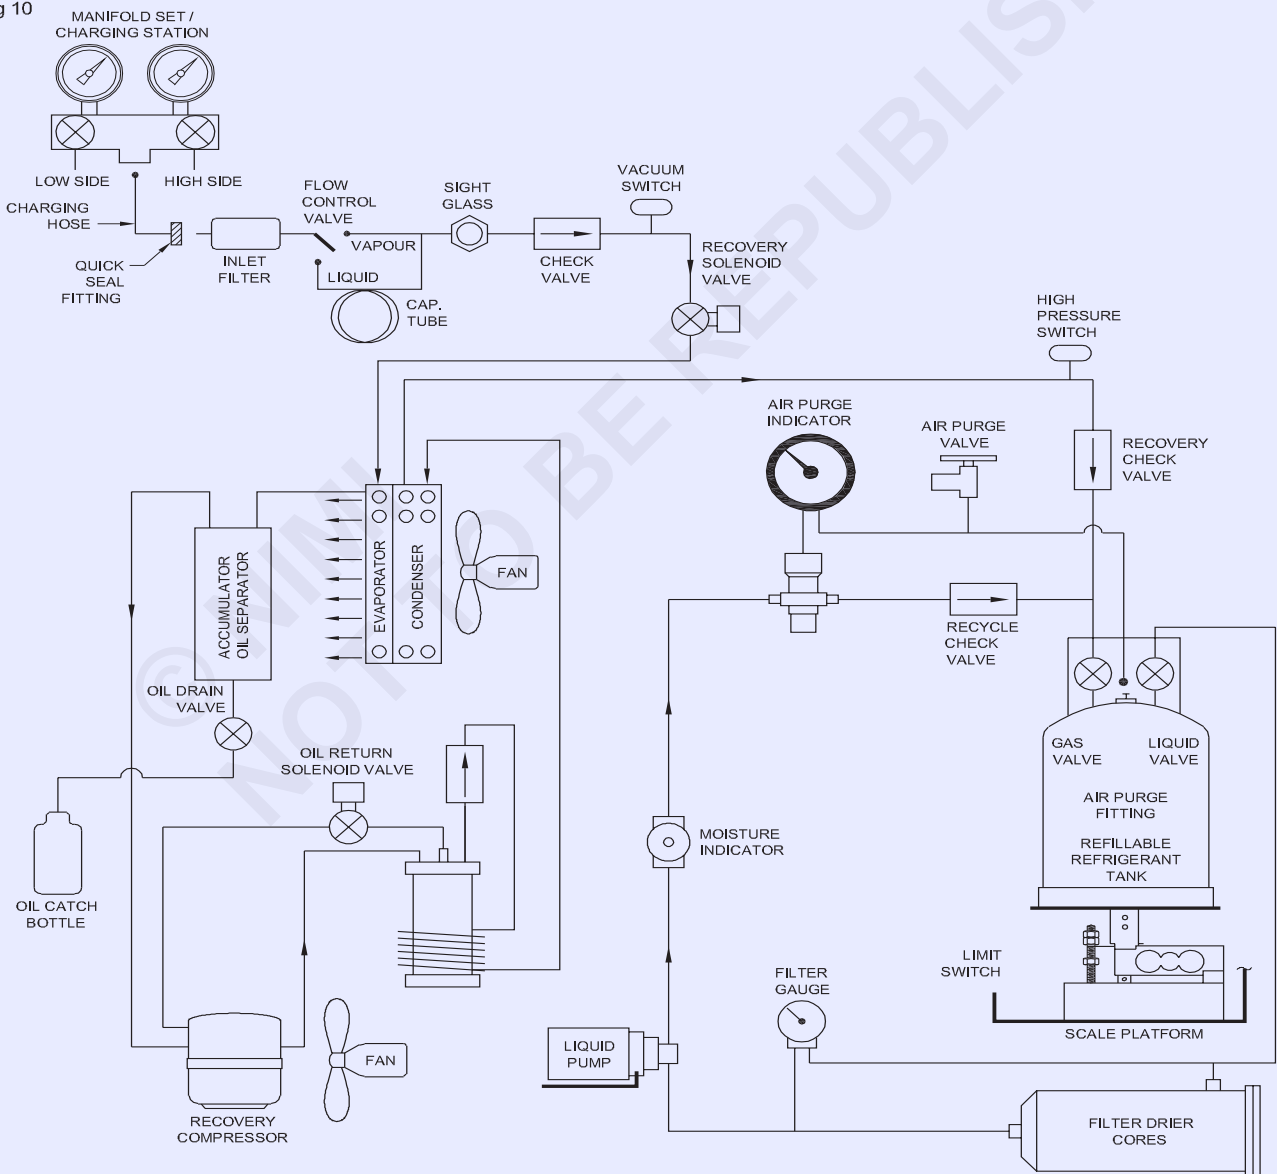 g 10
MANIFOLD SET /
CHARGING STATION
LOW SIDE
HIGH SIDE
CHARGING
HOSE
QUICK
SEAL
FITTING
INLET
FILTER
FLOW
CONTROL
VALVE
VAPOUR
LIQUID
CAP.
TUBE
SIGHT
GLASS
CHECK
VALVE
VACUUM
SWITCH
RECOVERY
SOLENOID
VALVE
HIGH
PRESSURE
SWITCH
AIR PURGE
INDICATOR
AIR PURGE
VALVE
RECOVERY
CHECK
VALVE
ACCUMULATOR
OIL SEPARATOR
EVAPORATOR
CONDENSER
FAN
RECYCLE
CHECK
VALVE
OIL DRAIN
VALVE
OIL RETURN
SOLENOID VALVE
GAS
VALVE
LIQUID
VALVE
AIR PURGE
FITTING
REFILLABLE
REFRIGERANT
TANK
MOISTURE
INDICATOR
OIL CATCH
BOTTLE
LIMIT
SWITCH
SCALE PLATFORM
FILTER
GAUGE
LIQUID
PUMP
FAN
RECOVERY
COMPRESSOR
FILTER DRIER
CORES
© NIMI
NOT TO BE REPUBLIS